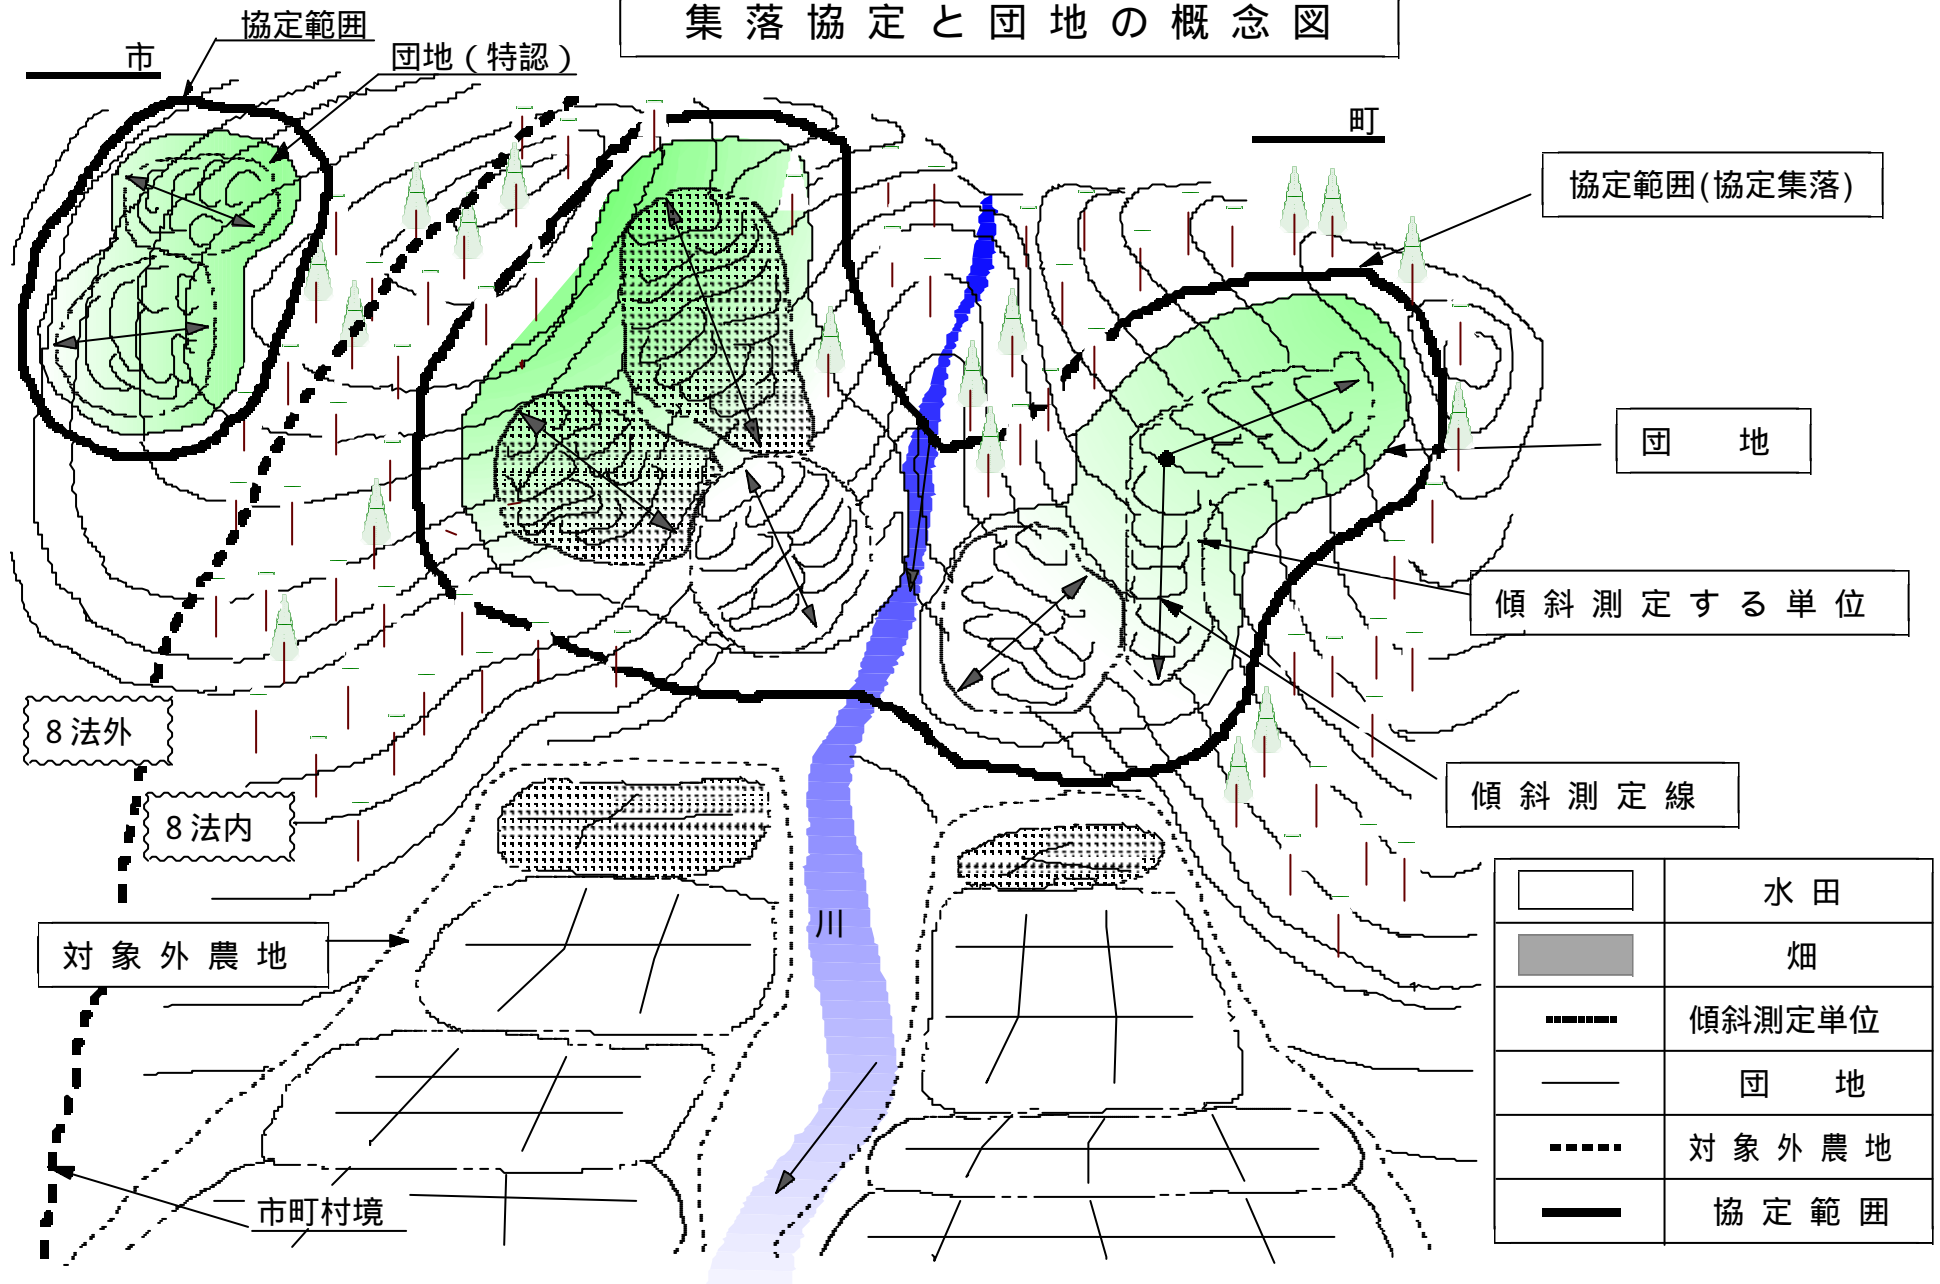 集落協定と団地の概念図
協定範囲
市
団地（特認）
町
協定範囲(協定集落)
団　地
傾斜測定する単位
傾斜測定線
8法外
8法内
対象外農地
川
市町村境
水田
畑
傾斜測定単位
団　地
対象外農地
協定範囲